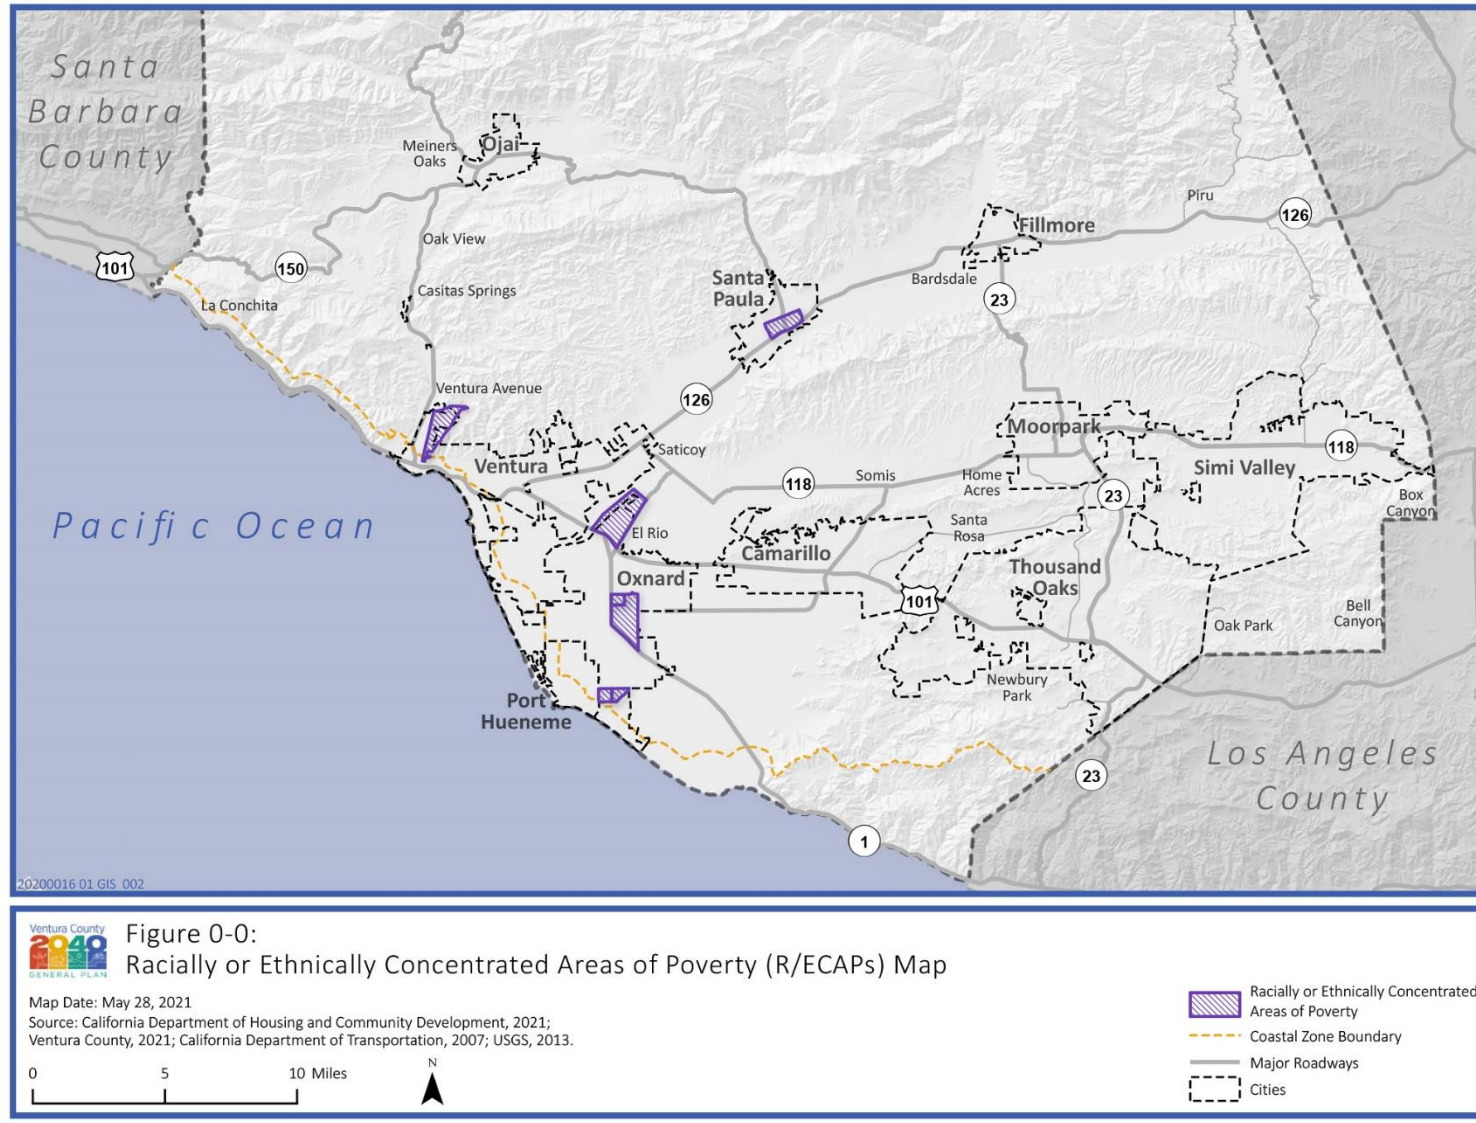 Santa
Barbara
County
Meiners
Oaks
Ojai
Piru
126
Fillmore
Oak View
101
150
Santa
Paula
Bardsdale
23
Casitas Springs
La Conchita
Ventura Avenue
126
Moorpark
Saticoy
Ventura
118
Simi Valley
118
Somis
Home
Acres
23
Box
Canyon
Pacific Ocean
El Rio
Santa
Rosa
Camarillo
Oxnard
Thousand
Oaks
101
Bell
Canyon
Oak Park
Newbury
Park
Port
Hueneme
Los Angeles
County
23
1
20200016 01 GIS 002
Ventura County
2040
GENERAL PLAN
Figure 0-0:
Racially or Ethnically Concentrated Areas of Poverty (R/ECAPs) Map
Map Date: May 28, 2021
Source: California Department of Housing and Community Development, 2021;
Ventura County, 2021; California Department of Transportation, 2007; USGS, 2013.
0 5 10 Miles
N
Racially or Ethnically Concentrated
Areas of Poverty
Coastal Zone Boundary
Major Roadways
Cities